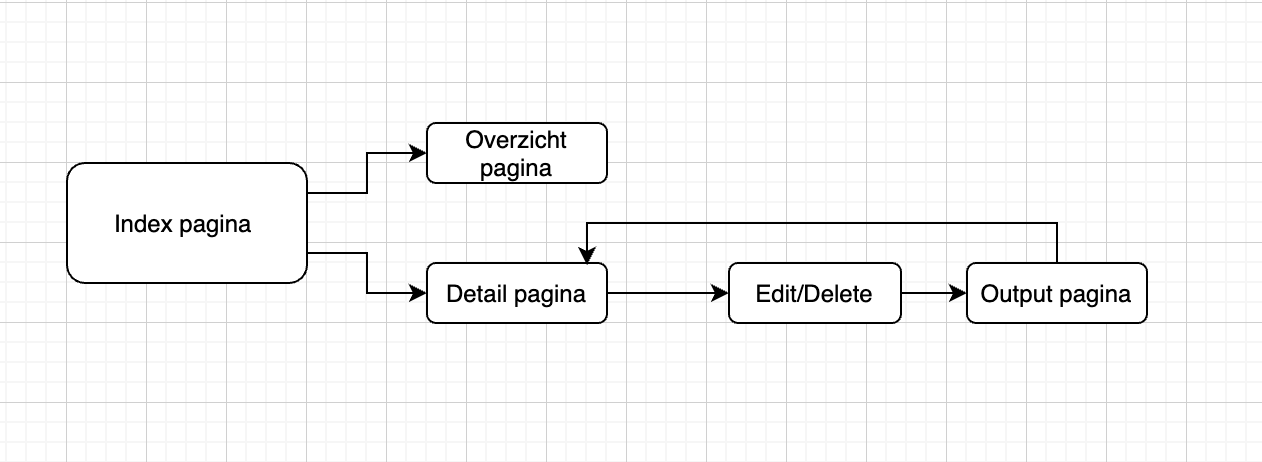 Overzicht
pagina
Index pagina
Detail pagina
Edit/Delete
Output pagina